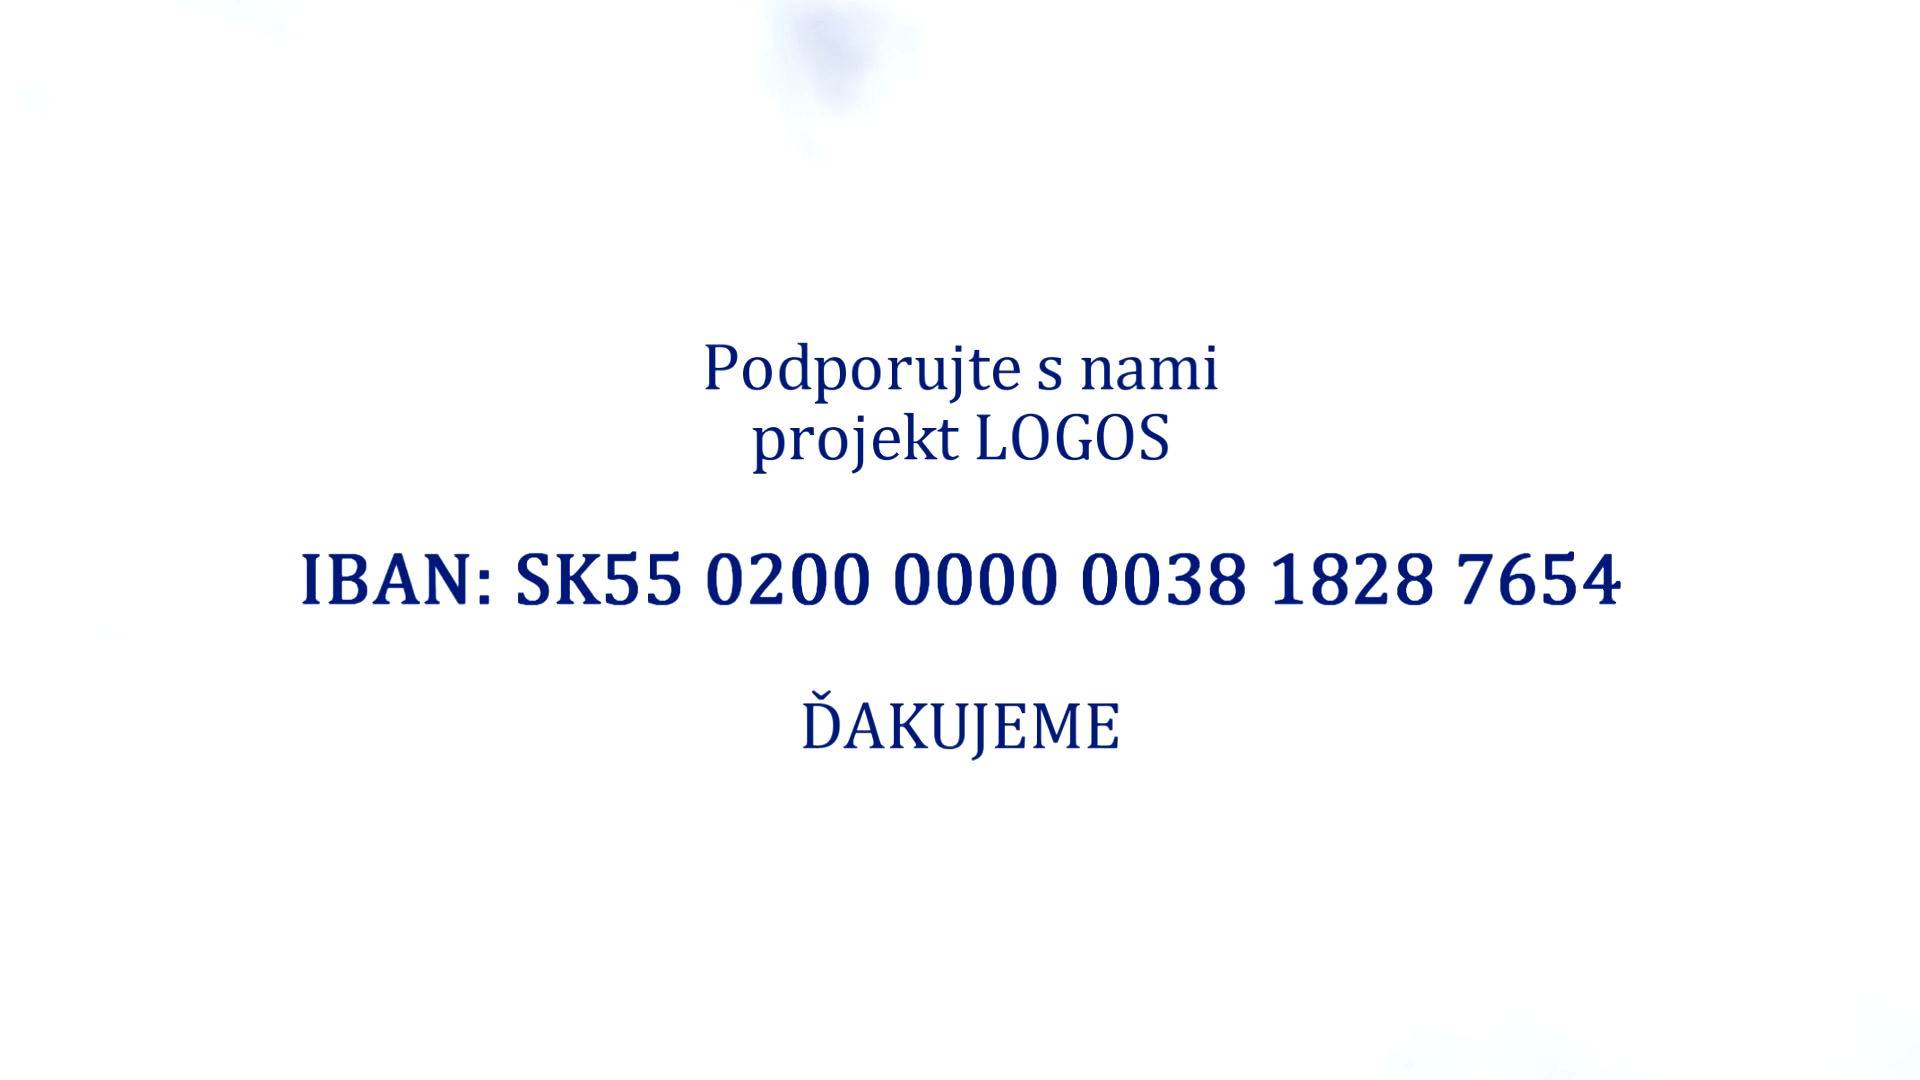 Podporujte s nami
projekt LOGOS
IBAN: SK55 0200 0000 0038 1828 7654
ĎAKUJEME